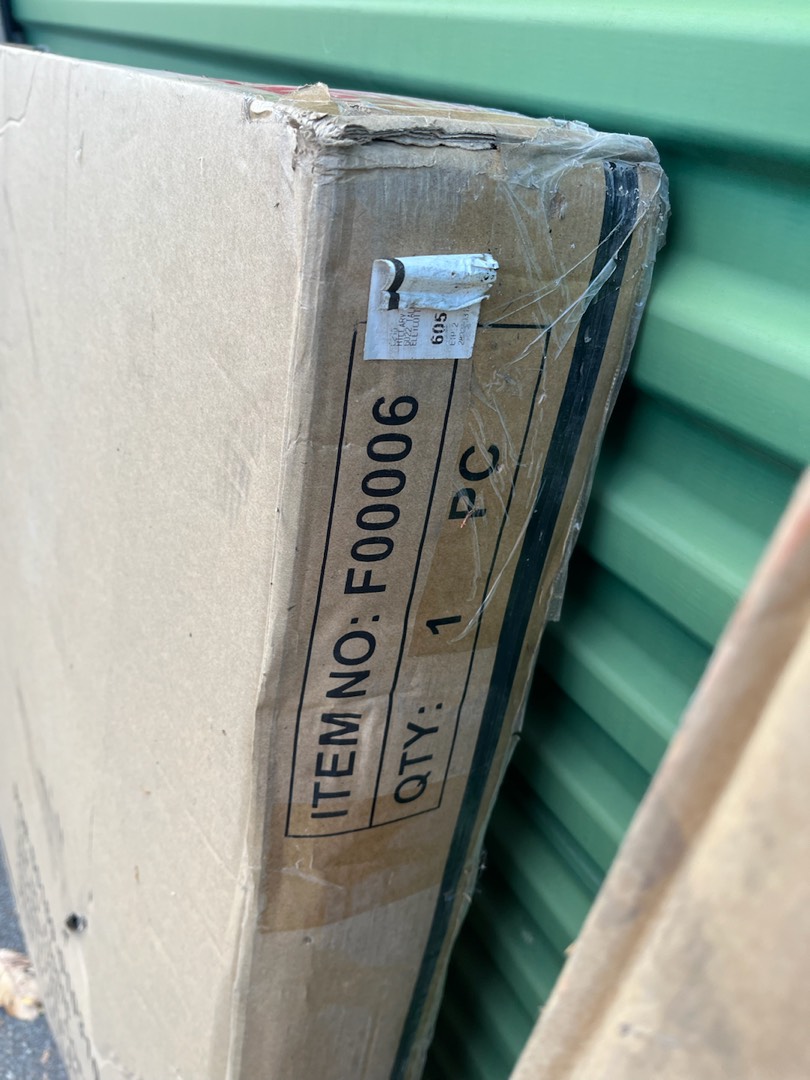 605
ITEM NO: F00006
QTY: 1 PC